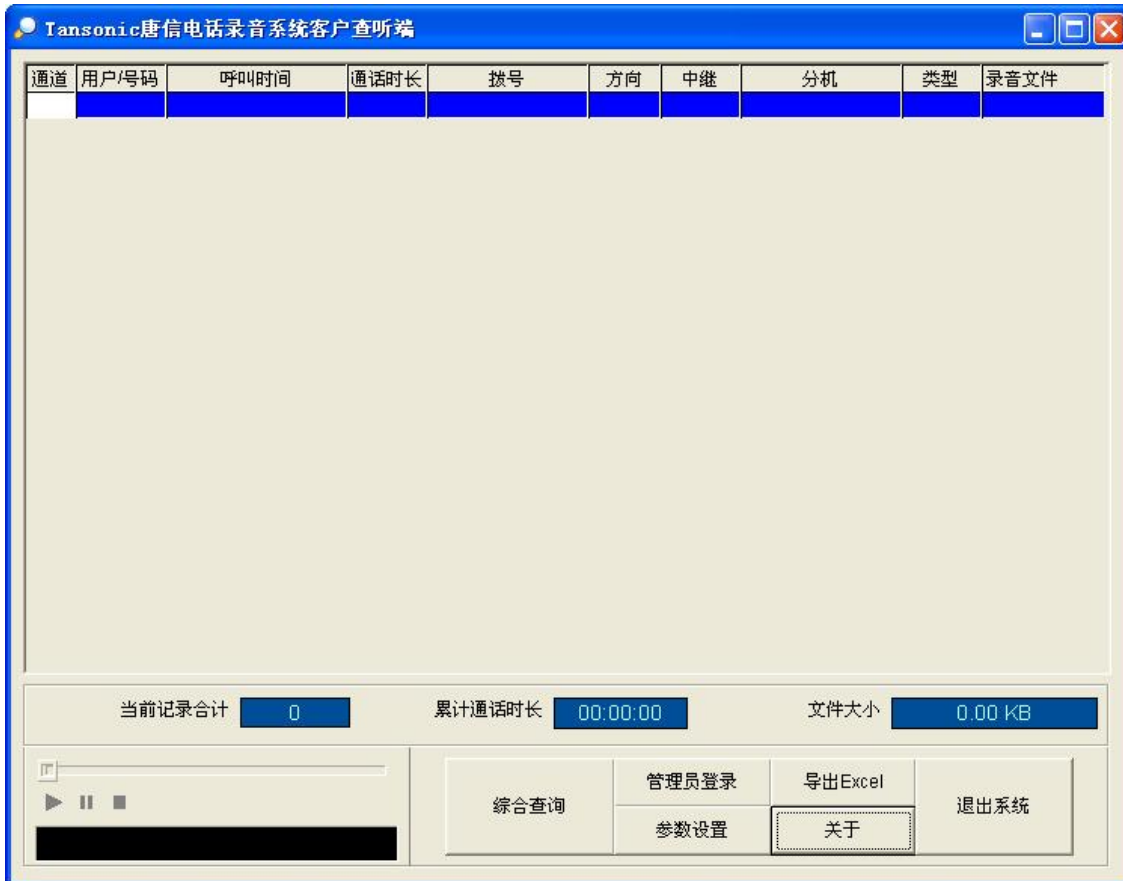 Tansonic唐信电话录音系统客户查听端
通道 用户/号码 呼叫时间 通话时长 拨号 方向 中继 分机 类型 录音文件
当前记录合计 0 累计通话时长 00:00:00 文件大小 0.00 KB
综合查询 管理员登录 导出Excel 退出系统
参数设置 关于